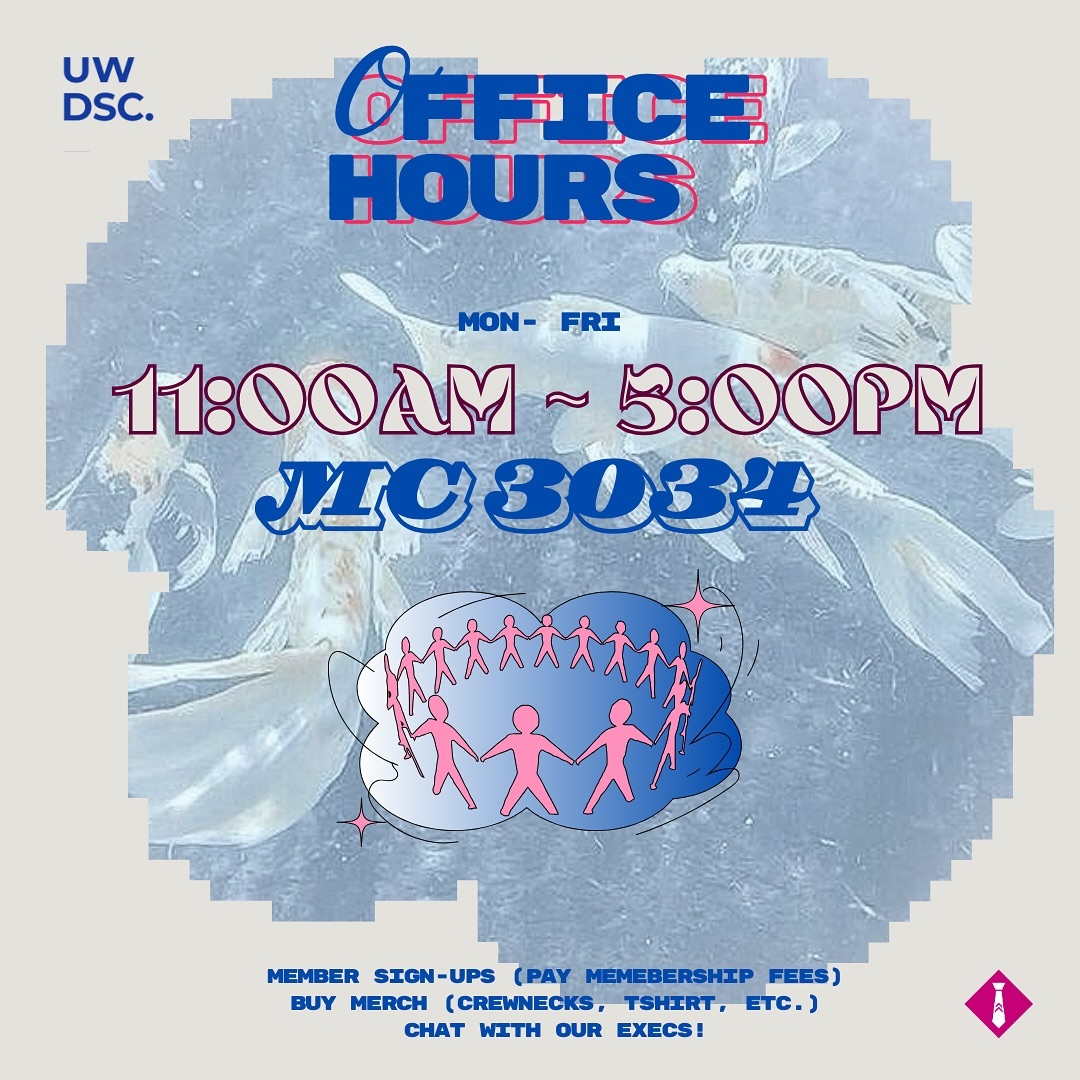 UW
DSC.
OFFICE
HOURS
MON- FRI
11:00AM ~ 5:00PM
MC 3034
MEMBER SIGN-UPS (PAY MEMEBERSHIP FEES)
BUY MERCH (CREWNECKS, TSHIRT, ETC.)
CHAT WITH OUR EXECS!